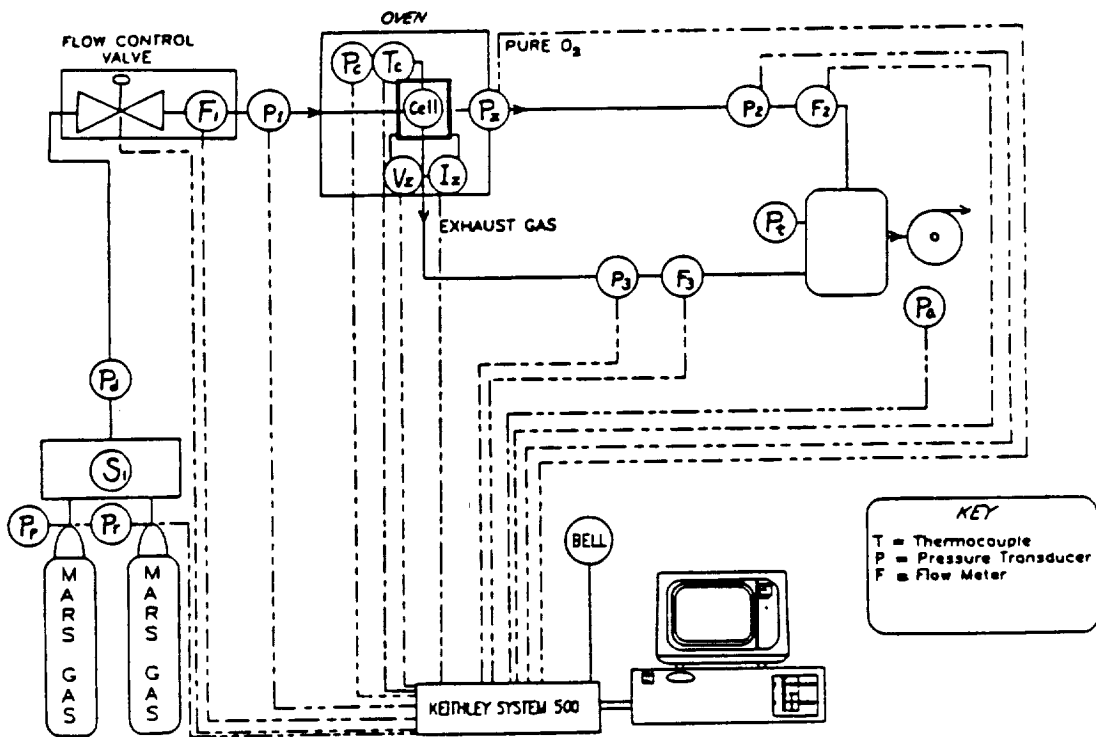 OVEN
FLOW CONTROL
VALVE
PURE O2
Pc
Tc
F1
P1
Cell
Pz
P2
F2
Vz
Iz
EXHAUST GAS
Pt
P3
F3
Pa
Pd
S1
Pp
Pr
MARS GAS
MARS GAS
BELL
KEITHLEY SYSTEM 500
KEY
T = Thermocouple
P = Pressure Transducer
F = Flow Meter